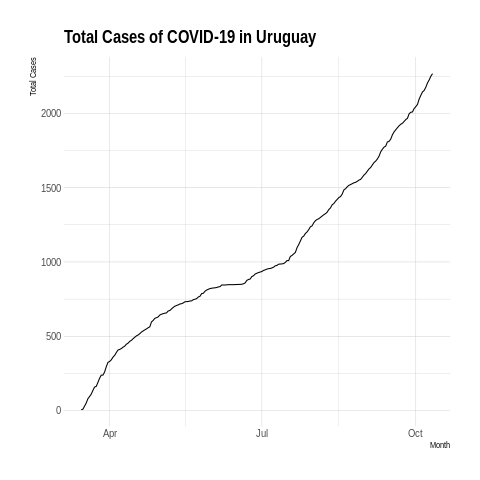 Total Cases of COVID-19 in Uruguay
Total Cases
2000
1500
1000
500
0
Apr Jul Oct
Month